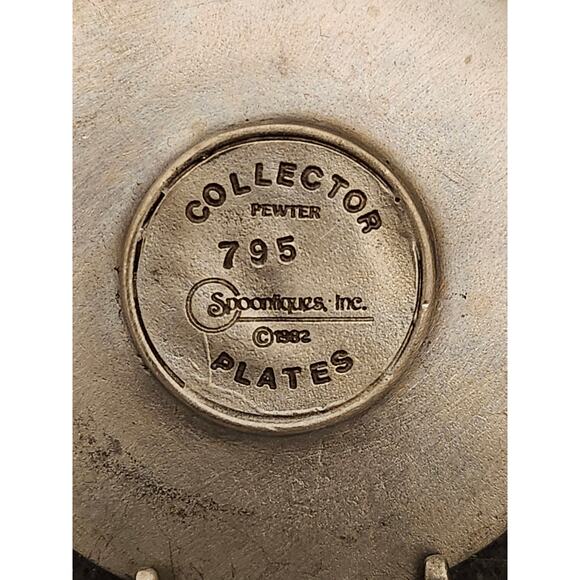 COLLECTOR
PEWTER
795
Spoontiques, Inc.
©1982
PLATES